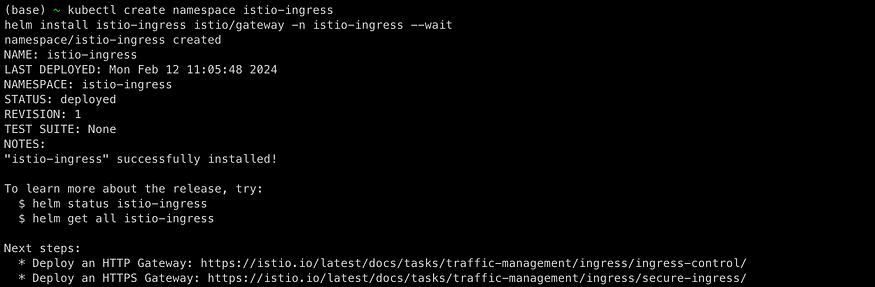 (base) ~ kubectl create namespace istio-ingress
helm install istio-ingress istio/gateway -n istio-ingress --wait
namespace/istio-ingress created
NAME: istio-ingress
LAST DEPLOYED: Mon Feb 12 11:05:48 2024
NAMESPACE: istio-ingress
STATUS: deployed
REVISION: 1
TEST SUITE: None
NOTES:
"istio-ingress" successfully installed!
To learn more about the release, try:
$ helm status istio-ingress
$ helm get all istio-ingress
Next steps:
* Deploy an HTTP Gateway: https://istio.io/latest/docs/tasks/traffic-management/ingress/ingress-control/
* Deploy an HTTPS Gateway: https://istio.io/latest/docs/tasks/traffic-management/ingress/secure-ingress/